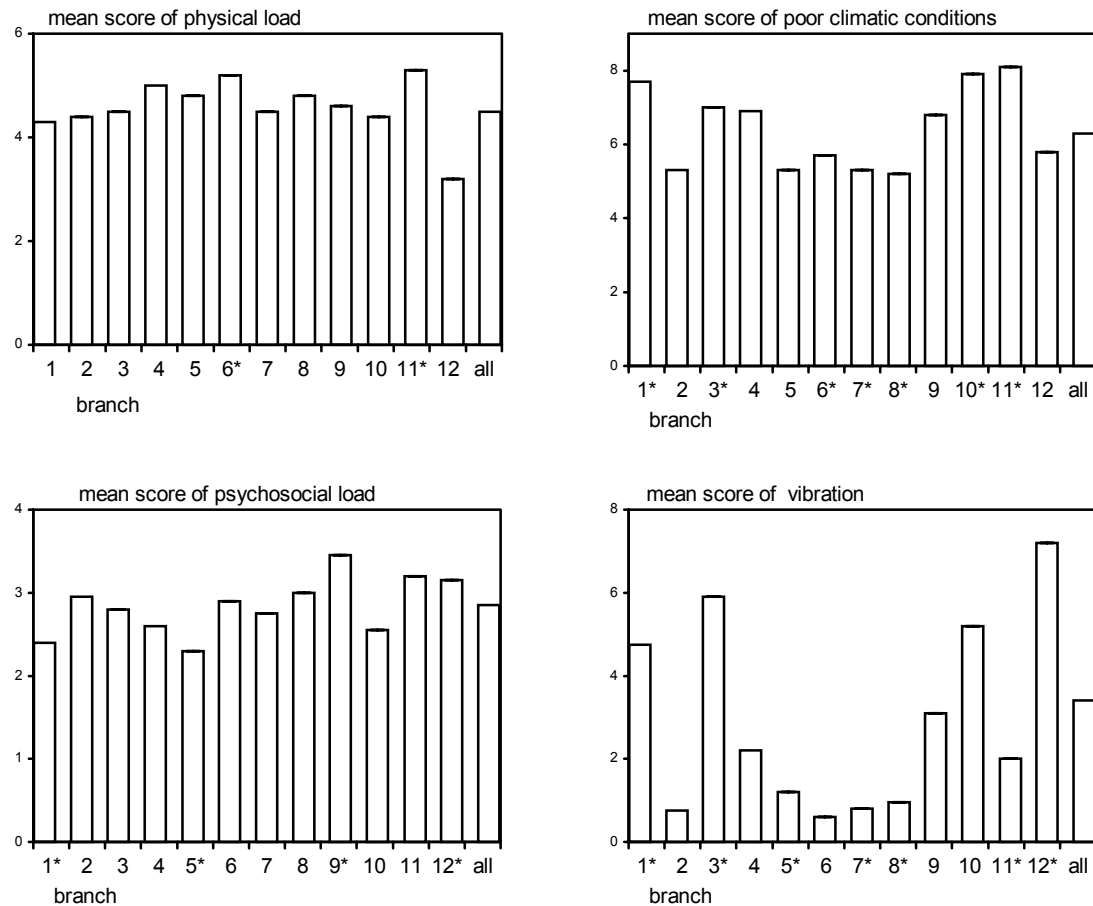 mean score of physical load
6
4
2
0
1 2 3 4 5 6* 7 8 9 10 11* 12 all
branch
mean score of poor climatic conditions
8
6
4
2
0
1* 2 3* 4 5 6* 7* 8* 9 10* 11* 12 all
branch
mean score of psychosocial load
4
3
2
1
0
1* 2 3 4 5* 6 7 8 9* 10 11 12* all
branch
mean score of vibration
8
6
4
2
0
1* 2 3* 4 5* 6 7* 8* 9 10 11* 12* all
branch